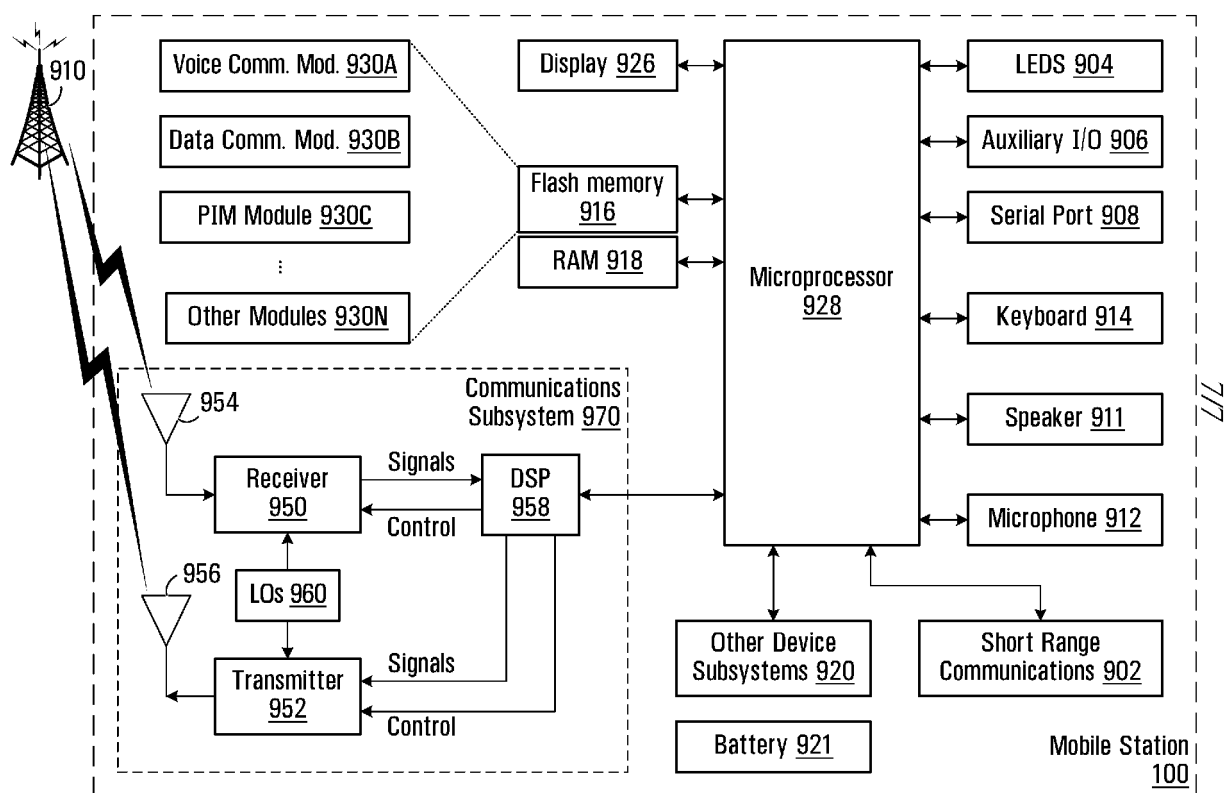 910
Voice Comm. Mod. 930A
Data Comm. Mod. 930B
PIM Module 930C
...
Other Modules 930N
Display 926
Flash memory
916
RAM 918
Microprocessor
928
LEDS 904
Auxiliary I/O 906
Serial Port 908
Keyboard 914
Speaker 911
Microphone 912
7/7
Communications
Subsystem 970
954
Receiver
950
Signals
Control
DSP
958
956
LOs 960
Transmitter
952
Signals
Control
Other Device
Subsystems 920
Short Range
Communications 902
Battery 921
Mobile Station
100